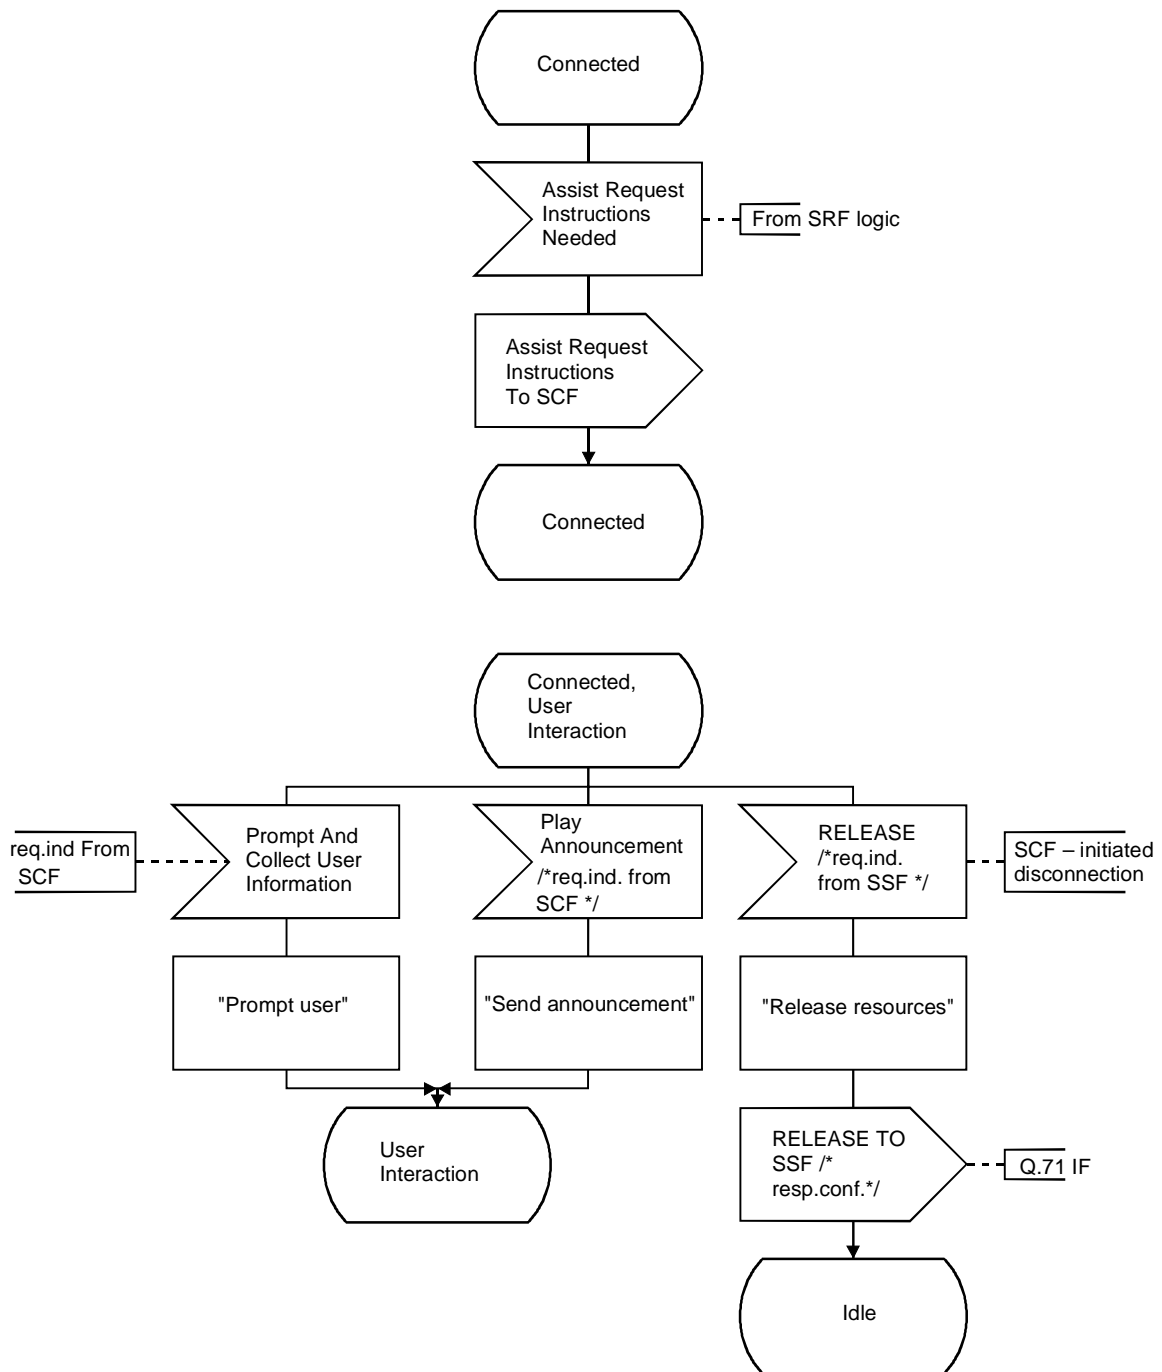 Connected
Assist Request
Instructions
Needed
From SRF logic
Assist Request
Instructions
To SCF
Connected
Connected,
User
Interaction
req.ind From
SCF
Prompt And
Collect User
Information
Play
Announcement
/*req.ind. from
SCF */
RELEASE
/*req.ind.
from SSF */
SCF – initiated
disconnection
"Prompt user"
"Send announcement"
"Release resources"
User
Interaction
RELEASE TO
SSF /*
resp.conf.*/
Q.71 IF
Idle